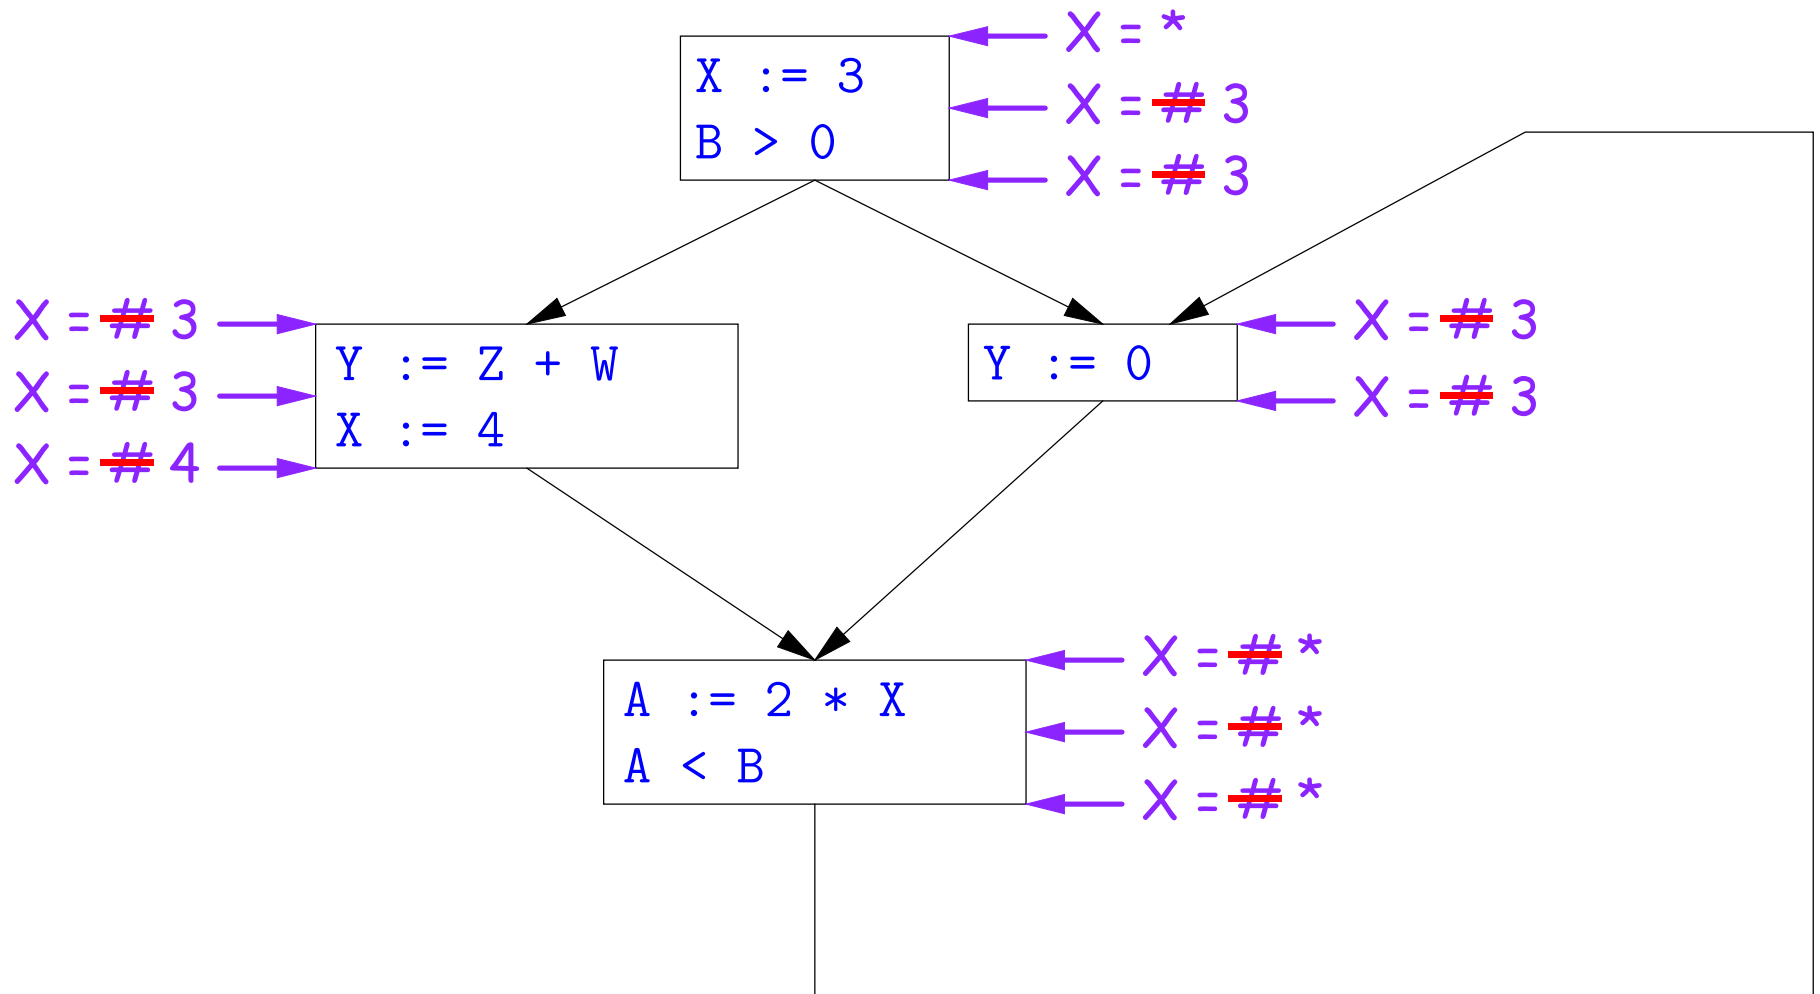 X = *
X := 3
X = # 3
B > 0
X = # 3
X = # 3
Y := Z + W
X = # 3
X := 4
X = # 4
Y := 0
X = # 3
X = # 3
X = # *
A := 2 * X
X = # *
A < B
X = # *